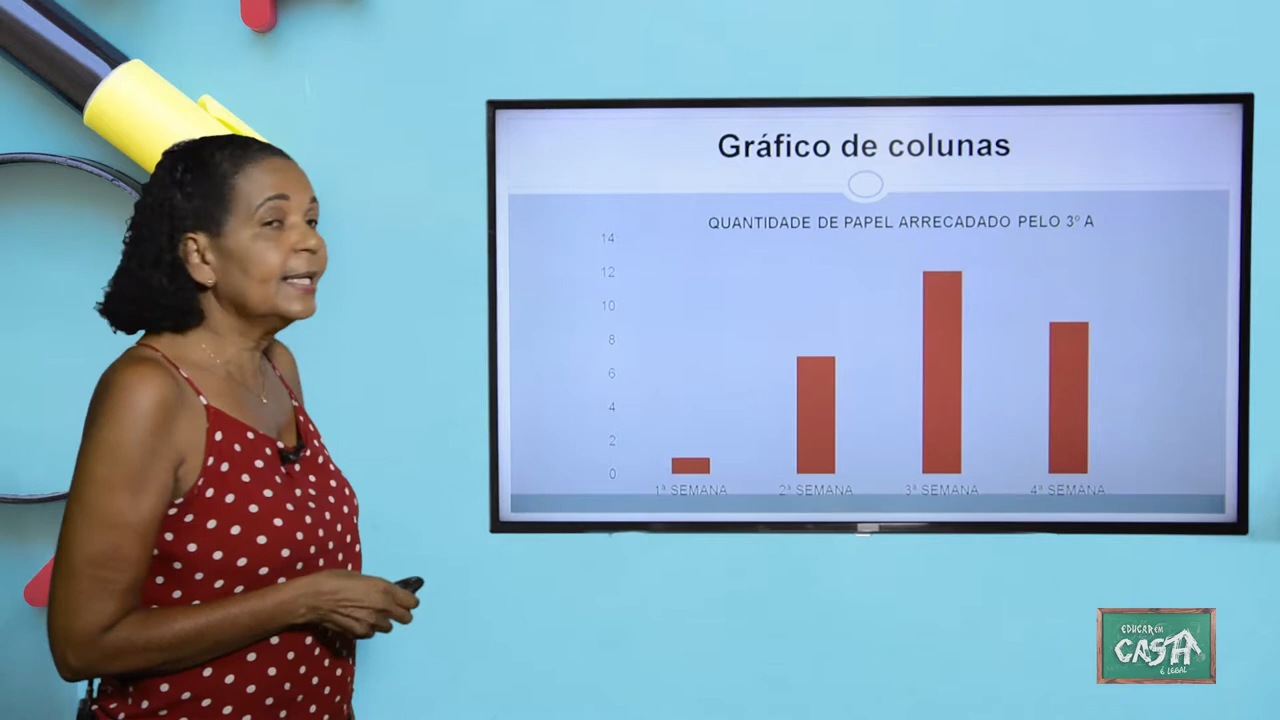 Gráfico de colunas
QUANTIDADE DE PAPEL ARRECADADO PELO 3º A
14
12
10
8
6
4
2
0
1ª SEMANA 2ª SEMANA 3ª SEMANA 4ª SEMANA
EDUCAR EM
CASA
É LEGAL